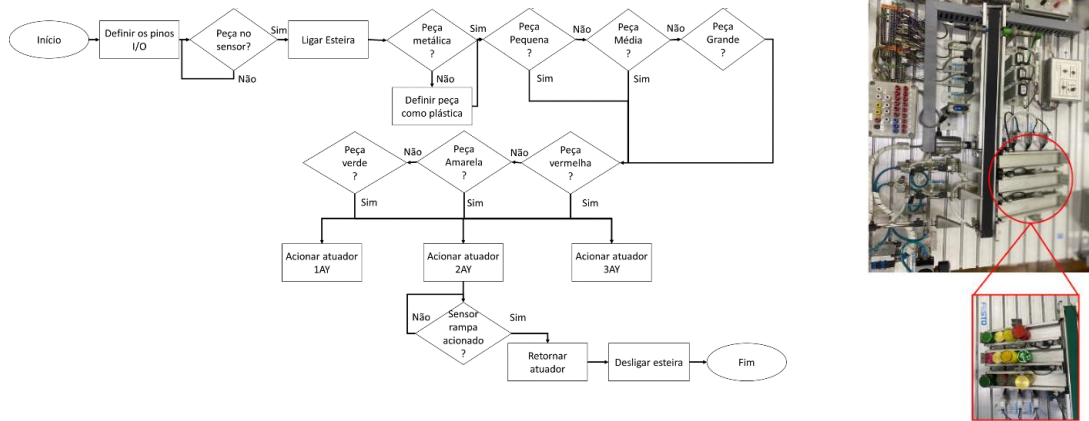 Início
Definir os pinos
I/O
Peça no
sensor?
Sim
Não
Ligar Esteira
Peça
metálica
?
Sim
Não
Definir peça
como plástica
Peça
Pequena
?
Não
Sim
Peça
Média
?
Não
Sim
Peça
Grande
?
Peça
verde
?
Não
Sim
Peça
Amarela
?
Não
Sim
Peça
vermelha
?
Sim
Acionar atuador
1AY
Acionar atuador
2AY
Acionar atuador
3AY
Não
Sensor
rampa
acionado
?
Sim
Retornar
atuador
Desligar esteira
Fim
FESTO